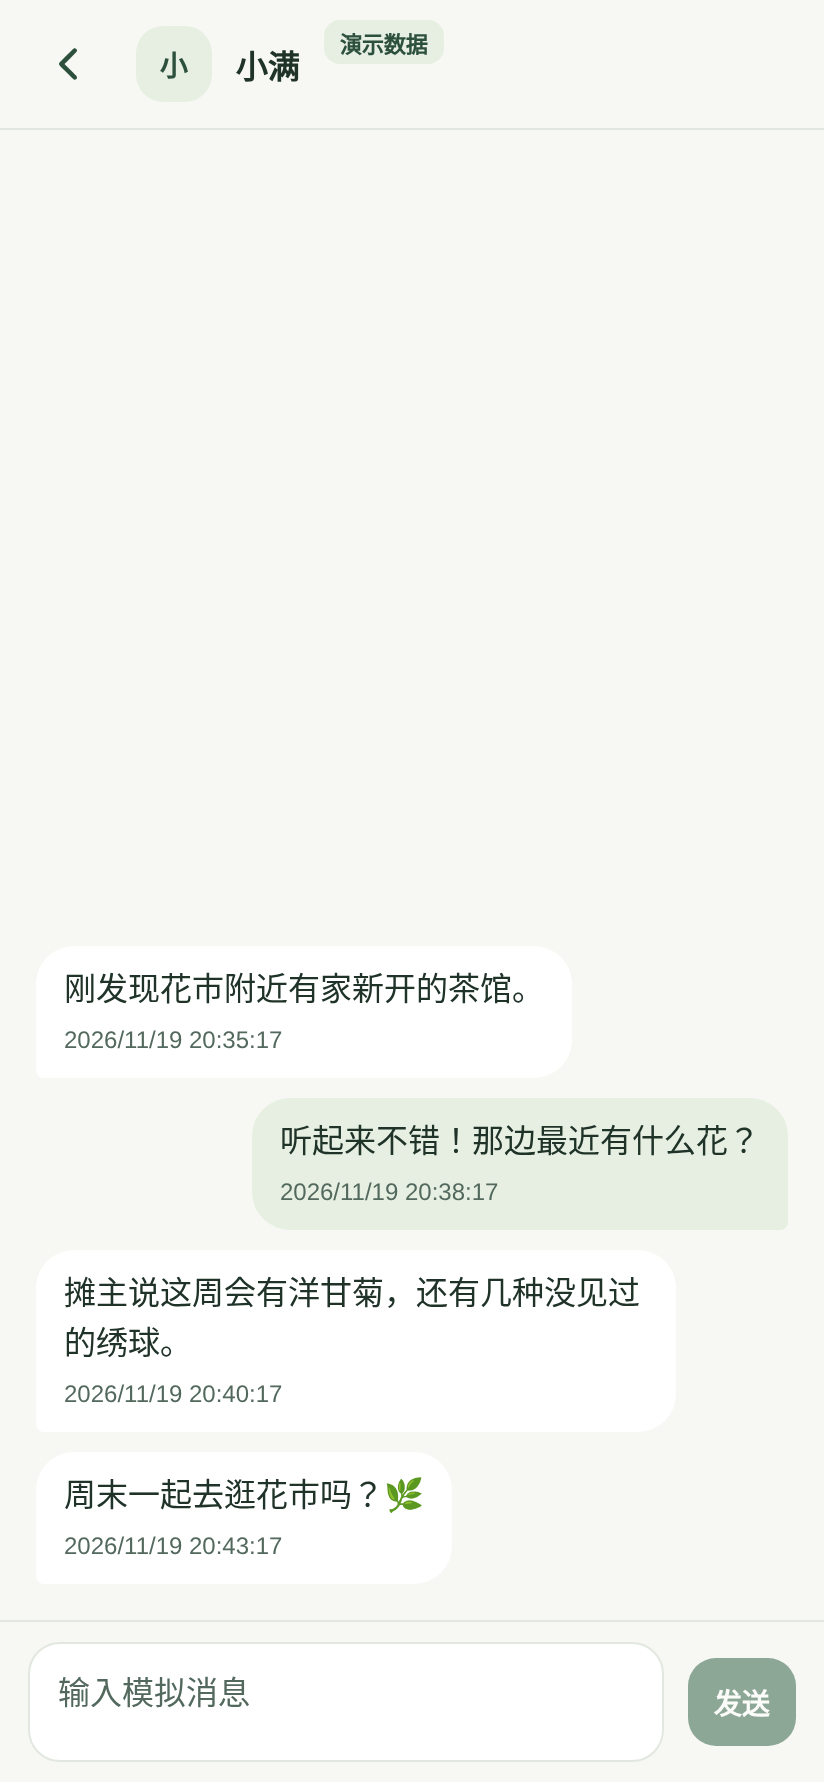 小
小满
演示数据
刚发现花市附近有家新开的茶馆。
2026/11/19 20:35:17
听起来不错！那边最近有什么花？
2026/11/19 20:38:17
摊主说这周会有洋甘菊，还有几种没见过
的绣球。
2026/11/19 20:40:17
周末一起去逛花市吗？🌿
2026/11/19 20:43:17
输入模拟消息
发送